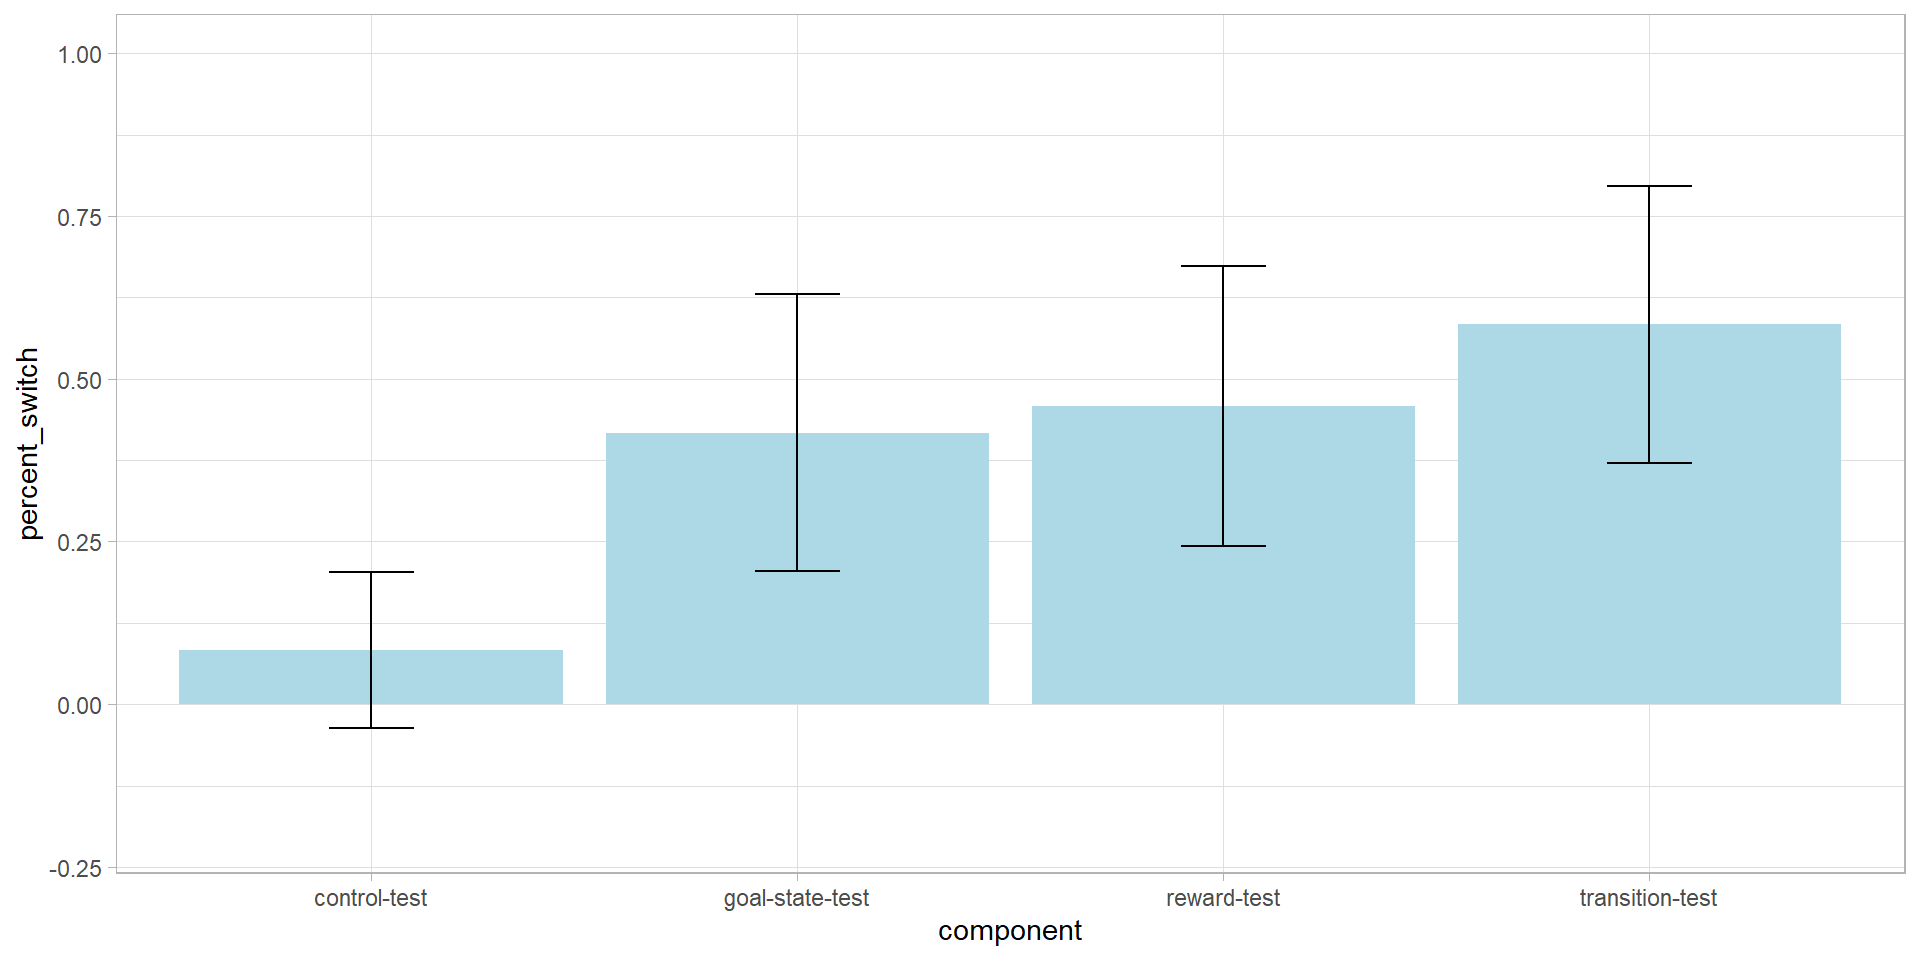 1.00
0.75
0.50
0.25
0.00
-0.25
percent_switch
control-test
goal-state-test
reward-test
transition-test
component